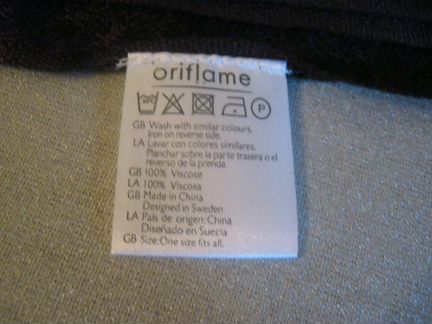 oriflame
P
GB Wash with similar colours.
Iron on reverse side.
LA Lavar con colores similares.
Planchar sobre la parte trasera o el
reverso de la prenda
GB 100% Viscose
LA 100% Viscosa
GB Made in China
Designed in Sweden
LA País de origen: China
Diseñado en Suecia
GB Size: One size fits all.